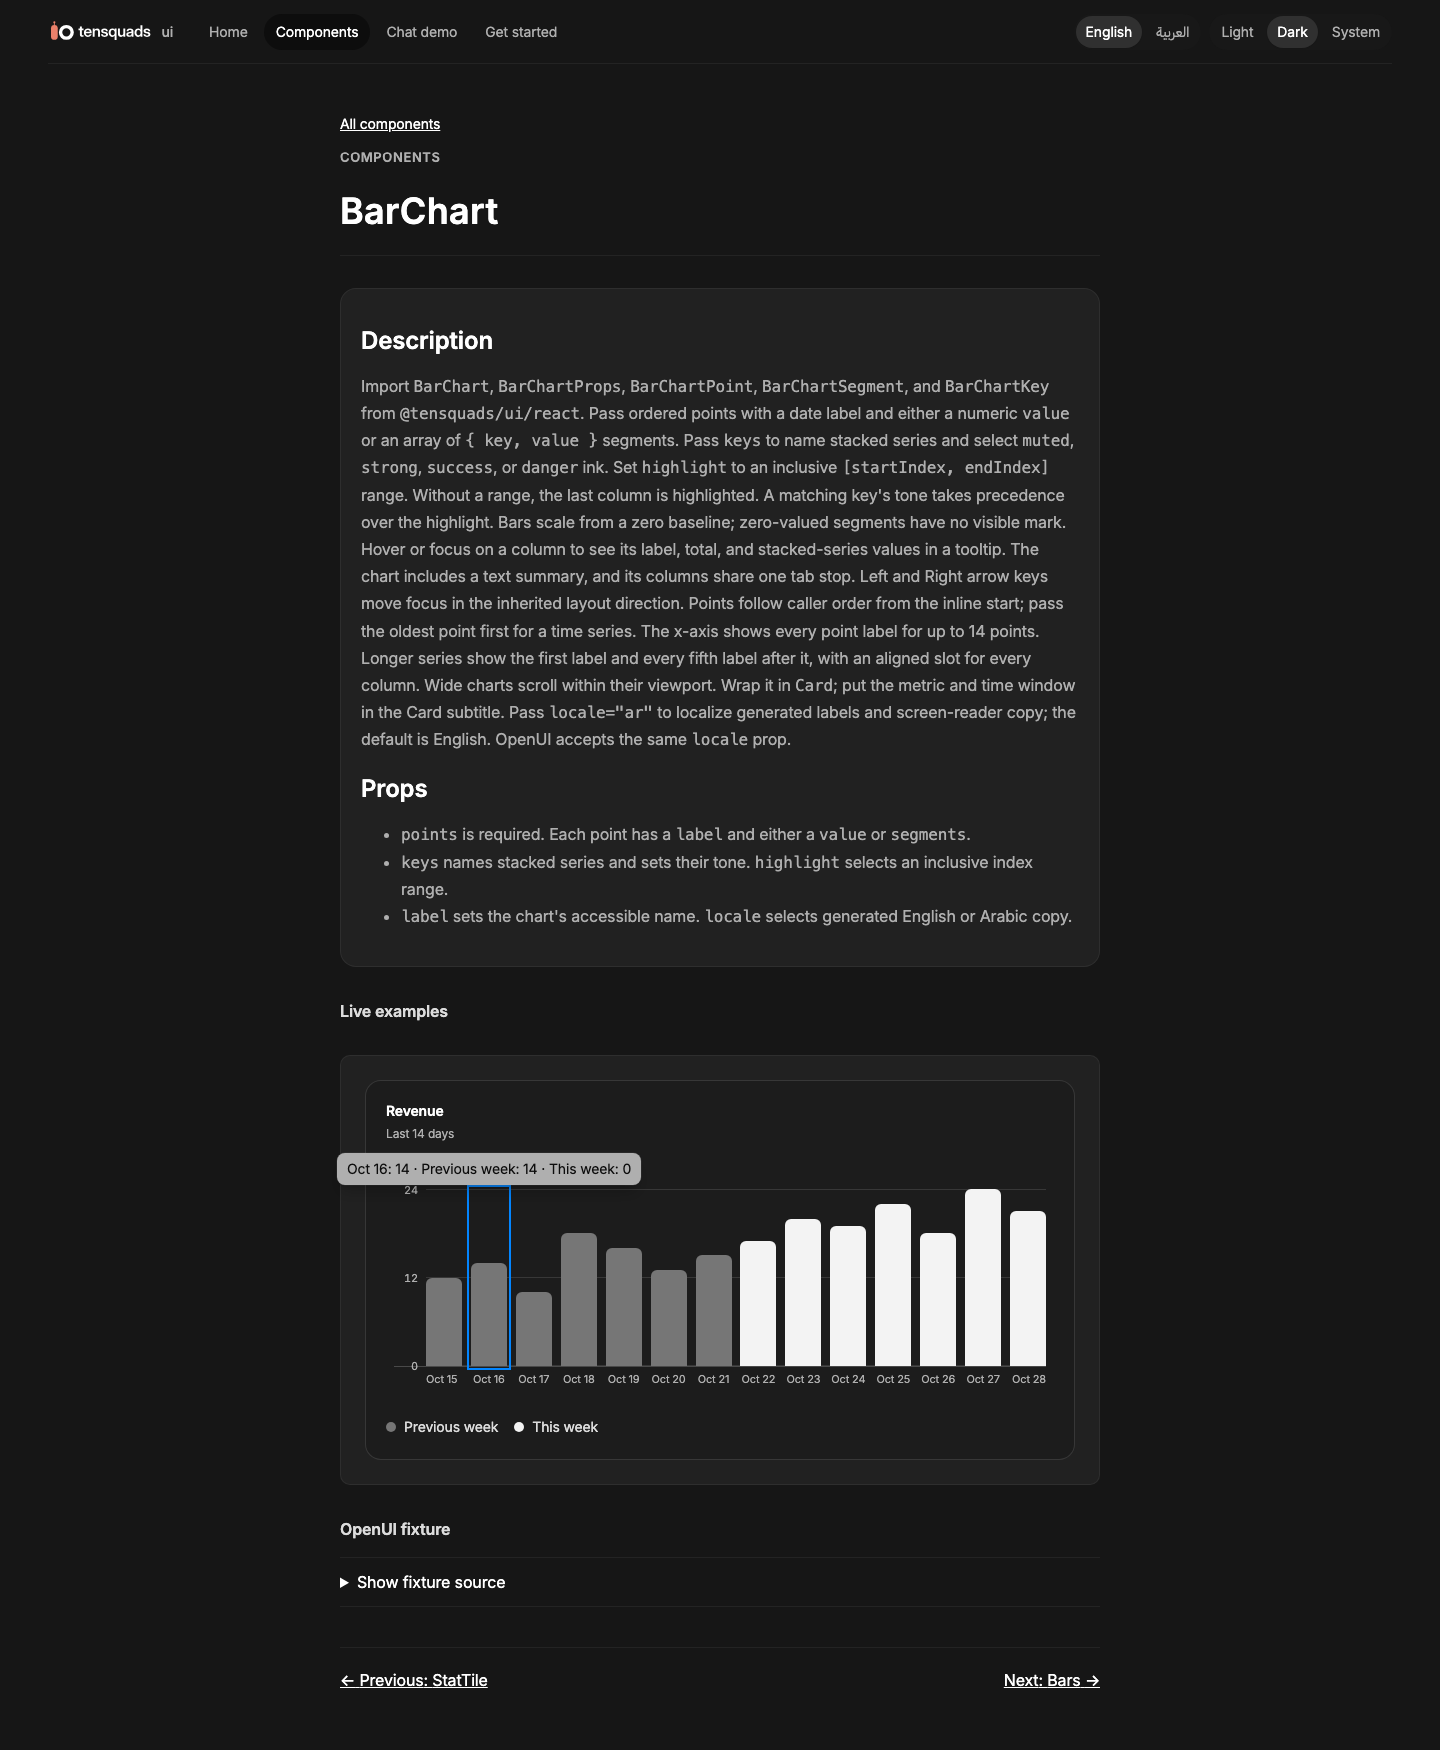 tensquads ui Home Components Chat demo Get started English العربية Light Dark System
All components
COMPONENTS
BarChart
Description
Import BarChart, BarChartProps, BarChartPoint, BarChartSegment, and BarChartKey
from @tensquads/ui/react. Pass ordered points with a date label and either a numeric value
or an array of { key, value } segments. Pass keys to name stacked series and select muted,
strong, success, or danger ink. Set highlight to an inclusive [startIndex, endIndex]
range. Without a range, the last column is highlighted. A matching key's tone takes precedence
over the highlight. Bars scale from a zero baseline; zero-valued segments have no visible mark.
Hover or focus on a column to see its label, total, and stacked-series values in a tooltip. The
chart includes a text summary, and its columns share one tab stop. Left and Right arrow keys
move focus in the inherited layout direction. Points follow caller order from the inline start; pass
the oldest point first for a time series. The x-axis shows every point label for up to 14 points.
Longer series show the first label and every fifth label after it, with an aligned slot for every
column. Wide charts scroll within their viewport. Wrap it in Card; put the metric and time window
in the Card subtitle. Pass locale="ar" to localize generated labels and screen-reader copy; the
default is English. OpenUI accepts the same locale prop.
Props
• points is required. Each point has a label and either a value or segments.
• keys names stacked series and sets their tone. highlight selects an inclusive index
range.
• label sets the chart's accessible name. locale selects generated English or Arabic copy.
Live examples
Revenue
Last 14 days
Oct 16: 14 · Previous week: 14 · This week: 0
24
12
0
Oct 15 Oct 16 Oct 17 Oct 18 Oct 19 Oct 20 Oct 21 Oct 22 Oct 23 Oct 24 Oct 25 Oct 26 Oct 27 Oct 28
Previous week This week
OpenUI fixture
▶ Show fixture source
← Previous: StatTile Next: Bars →